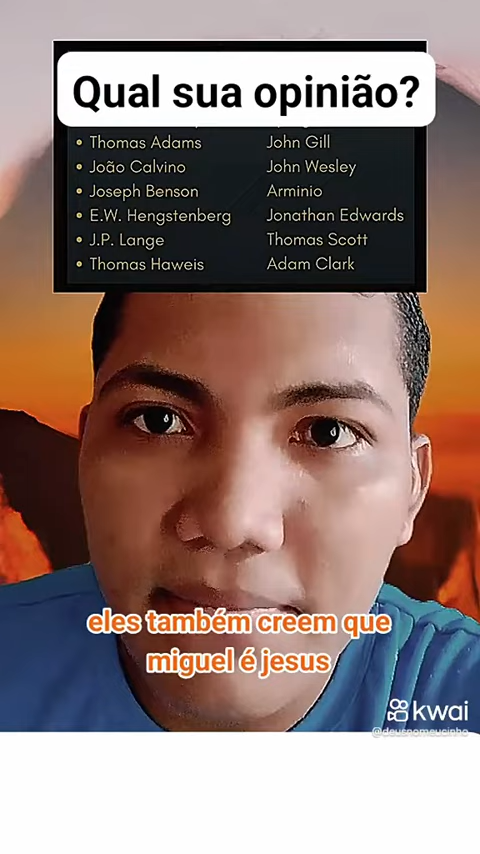 Qual sua opinião?
• Thomas Adams John Gill
• João Calvino John Wesley
• Joseph Benson Arminio
• E.W. Hengstenberg Jonathan Edwards
• J.P. Lange Thomas Scott
• Thomas Haweis Adam Clark
eles também creem que
miguel é jesus
kwai